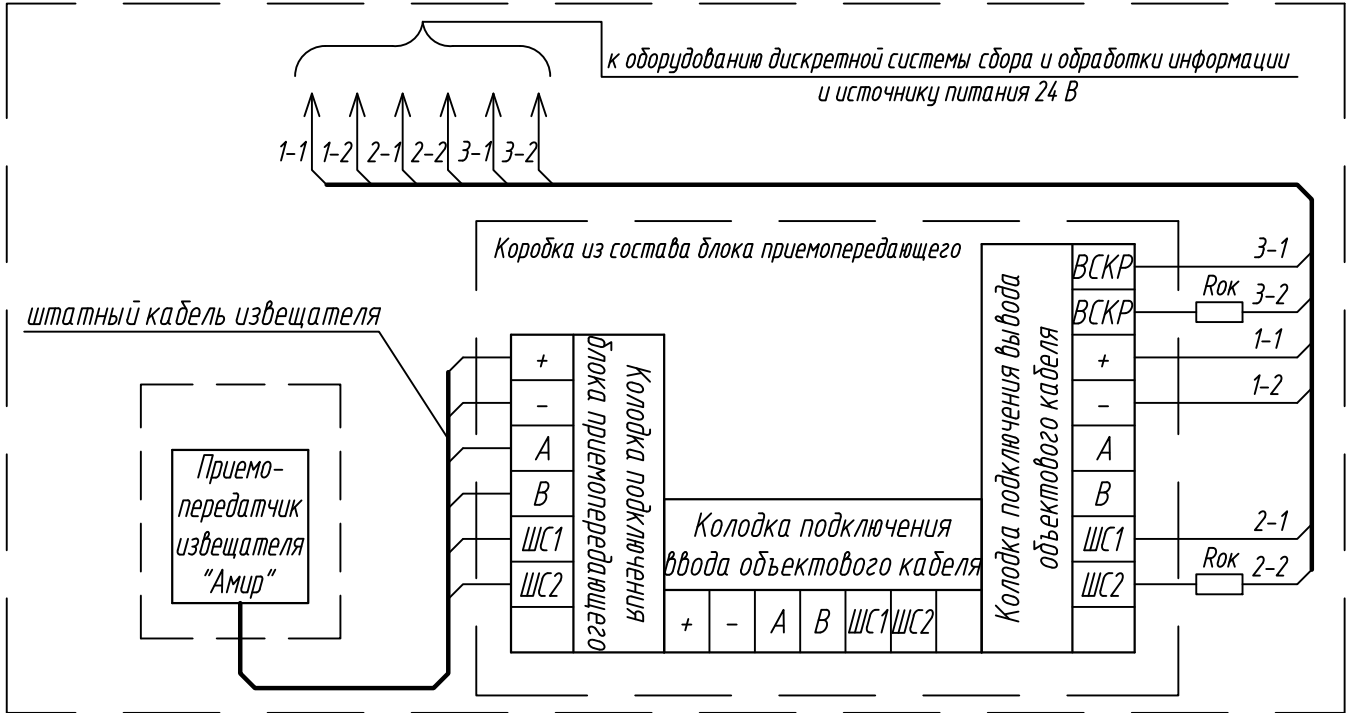 к оборудованию дискретной системы сбора и обработки информации
и источнику питания 24 В
1-1
1-2
2-1
2-2
3-1
3-2
Коробка из состава блока приемопередающего
штатный кабель извещателя
Приемо-
передатчик
извещателя
"Амир"
+
-
А
В
ШС1
ШС2
Колодка подключения
блока приемопередающего
Колодка подключения
ввода объектового кабеля
+
-
А
В
ШС1
ШС2
Колодка подключения вывода
объектового кабеля
ВСКР
ВСКР
+
-
А
В
ШС1
ШС2
3-1
Rок
3-2
1-1
1-2
2-1
Rок
2-2